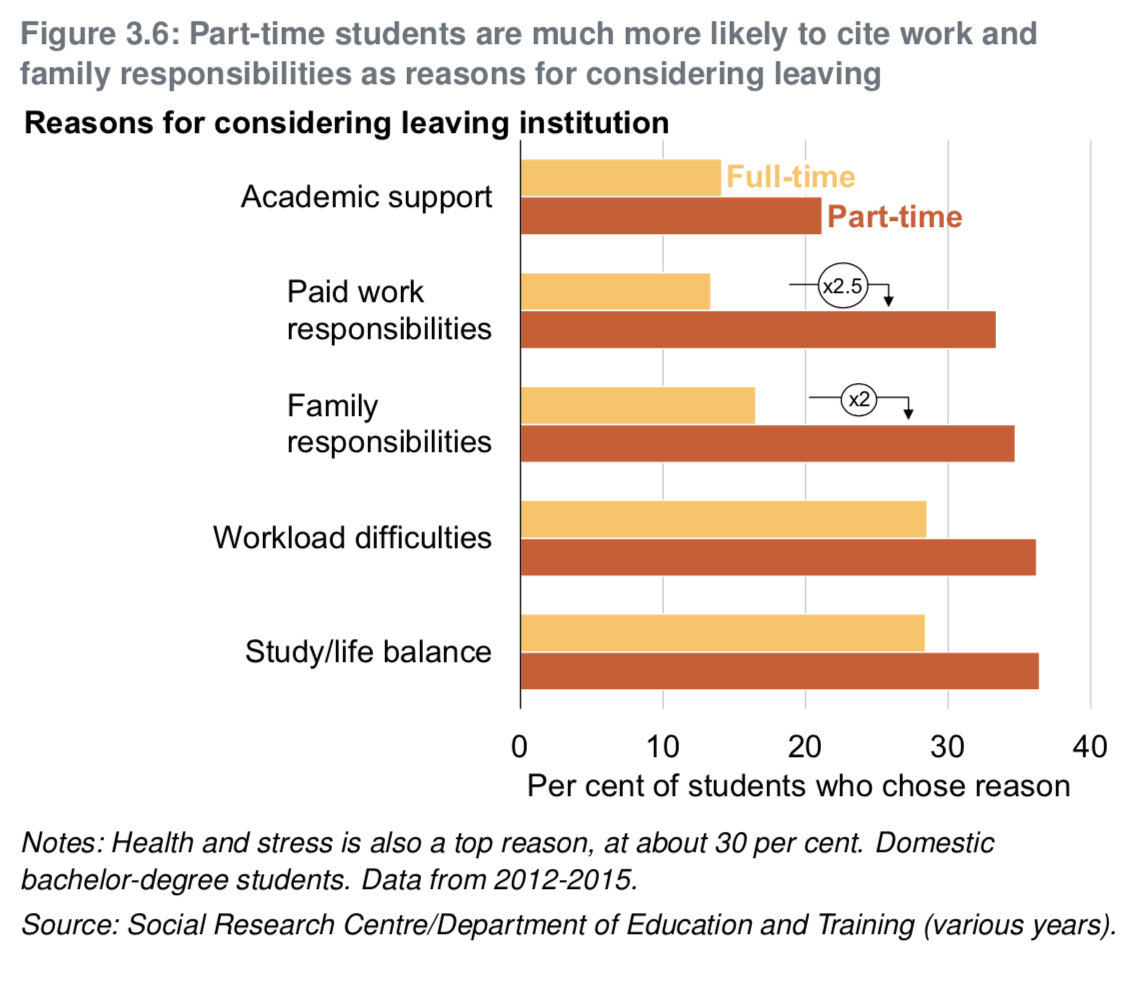 Figure 3.6: Part-time students are much more likely to cite work and
family responsibilities as reasons for considering leaving
Reasons for considering leaving institution
Academic support
Full-time
Part-time
Paid work
responsibilities
x2.5
Family
responsibilities
x2
Workload difficulties
Study/life balance
0 10 20 30 40
Per cent of students who chose reason
Notes: Health and stress is also a top reason, at about 30 per cent. Domestic
bachelor-degree students. Data from 2012-2015.
Source: Social Research Centre/Department of Education and Training (various years).